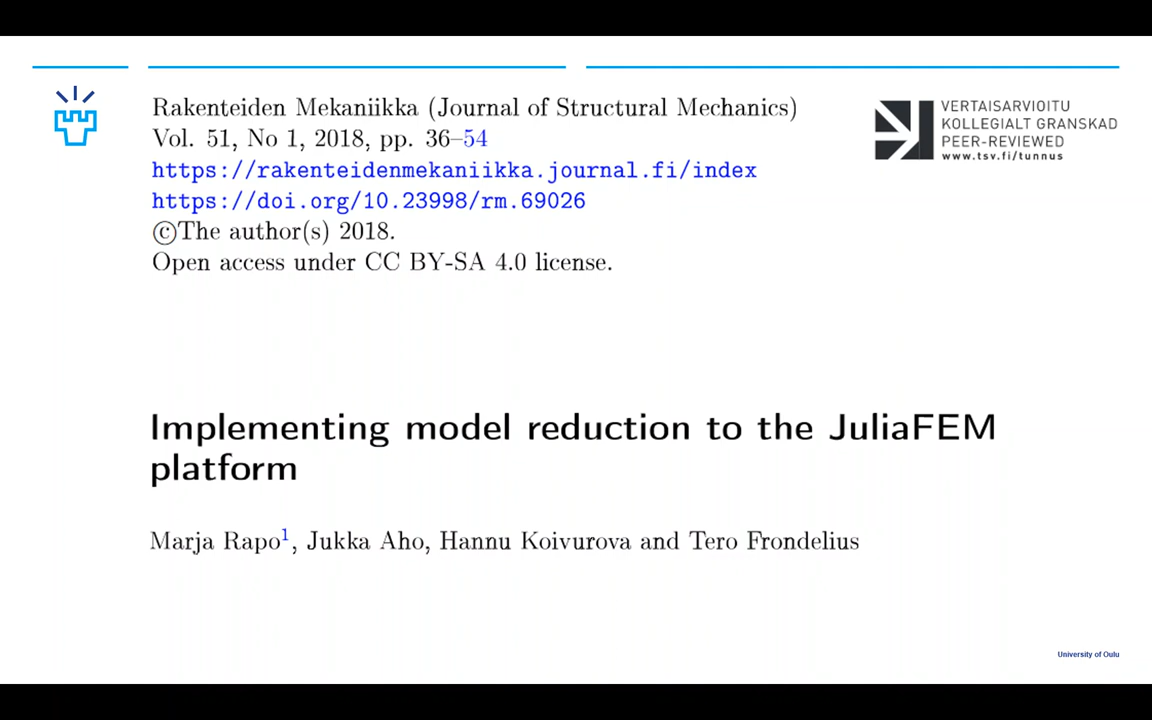 Rakenteiden Mekaniikka (Journal of Structural Mechanics)
Vol. 51, No 1, 2018, pp. 36–54
https://rakenteidenmekaniikka.journal.fi/index
https://doi.org/10.23998/rm.69026
©The author(s) 2018.
Open access under CC BY-SA 4.0 license.
VERTAISARVIOITU
KOLLEGIALT GRANSKAD
PEER-REVIEWED
www.tsv.fi/tunnus
Implementing model reduction to the JuliaFEM
platform
Marja Rapo¹, Jukka Aho, Hannu Koivurova and Tero Frondelius
University of Oulu